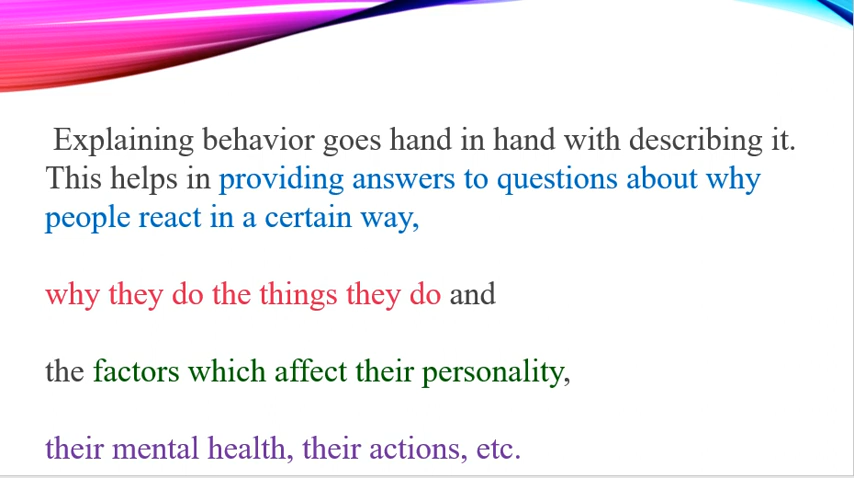 Explaining behavior goes hand in hand with describing it.
This helps in providing answers to questions about why
people react in a certain way,
why they do the things they do and
the factors which affect their personality,
their mental health, their actions, etc.